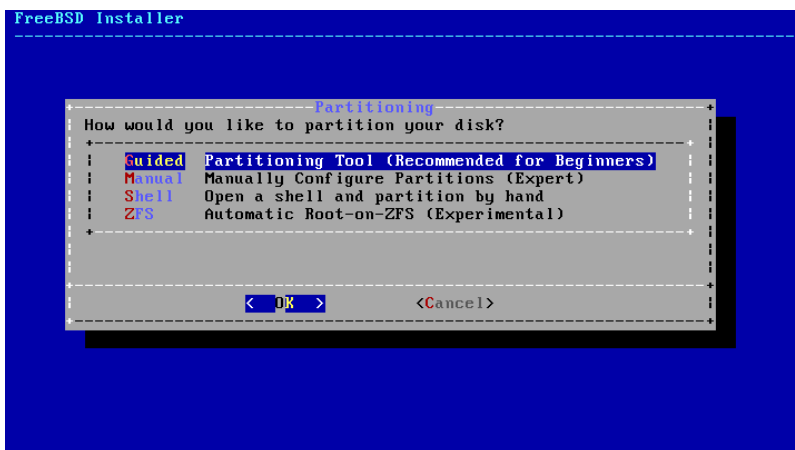 FreeBSD Installer
Partitioning
How would you like to partition your disk?
Guided Partitioning Tool (Recommended for Beginners)
Manual Manually Configure Partitions (Expert)
Shell Open a shell and partition by hand
ZFS Automatic Root-on-ZFS (Experimental)
< OK > <Cancel>